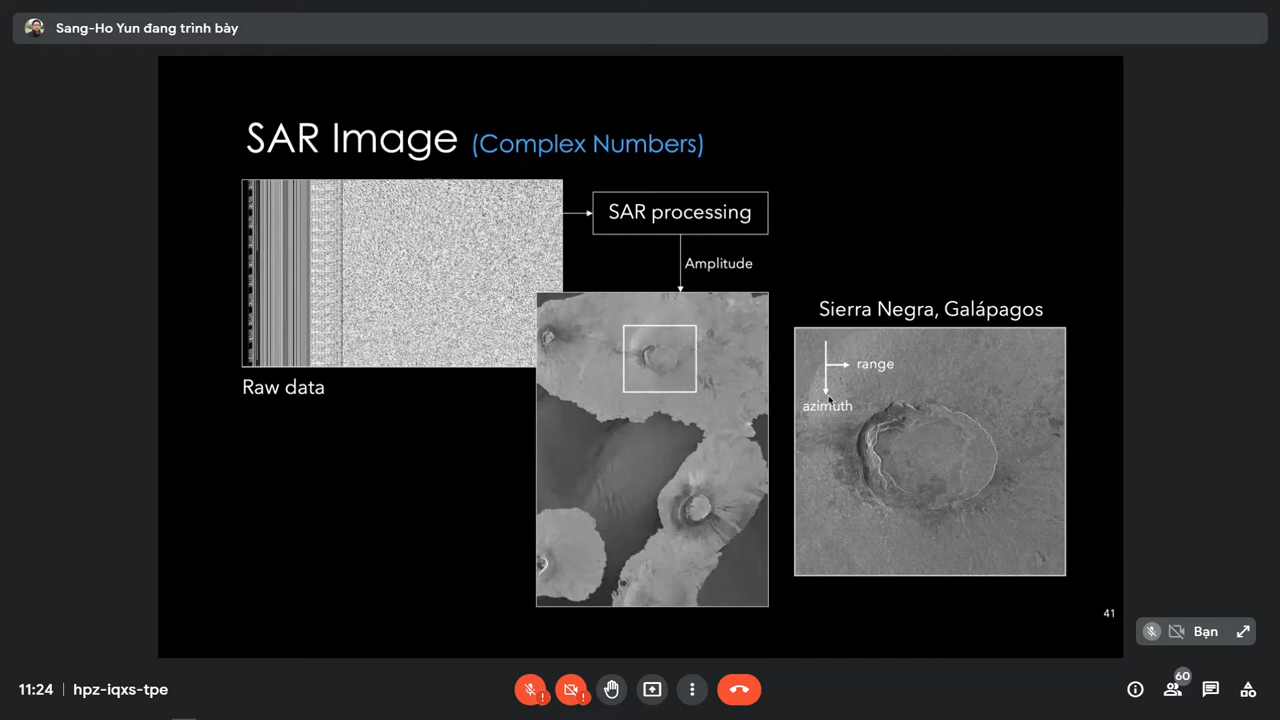 Sang-Ho Yun đang trình bày
SAR Image (Complex Numbers)
SAR processing
Amplitude
Raw data
Sierra Negra, Galápagos
range
azimuth
41
Bạn
11:24 hpz-iqxs-tpe
60